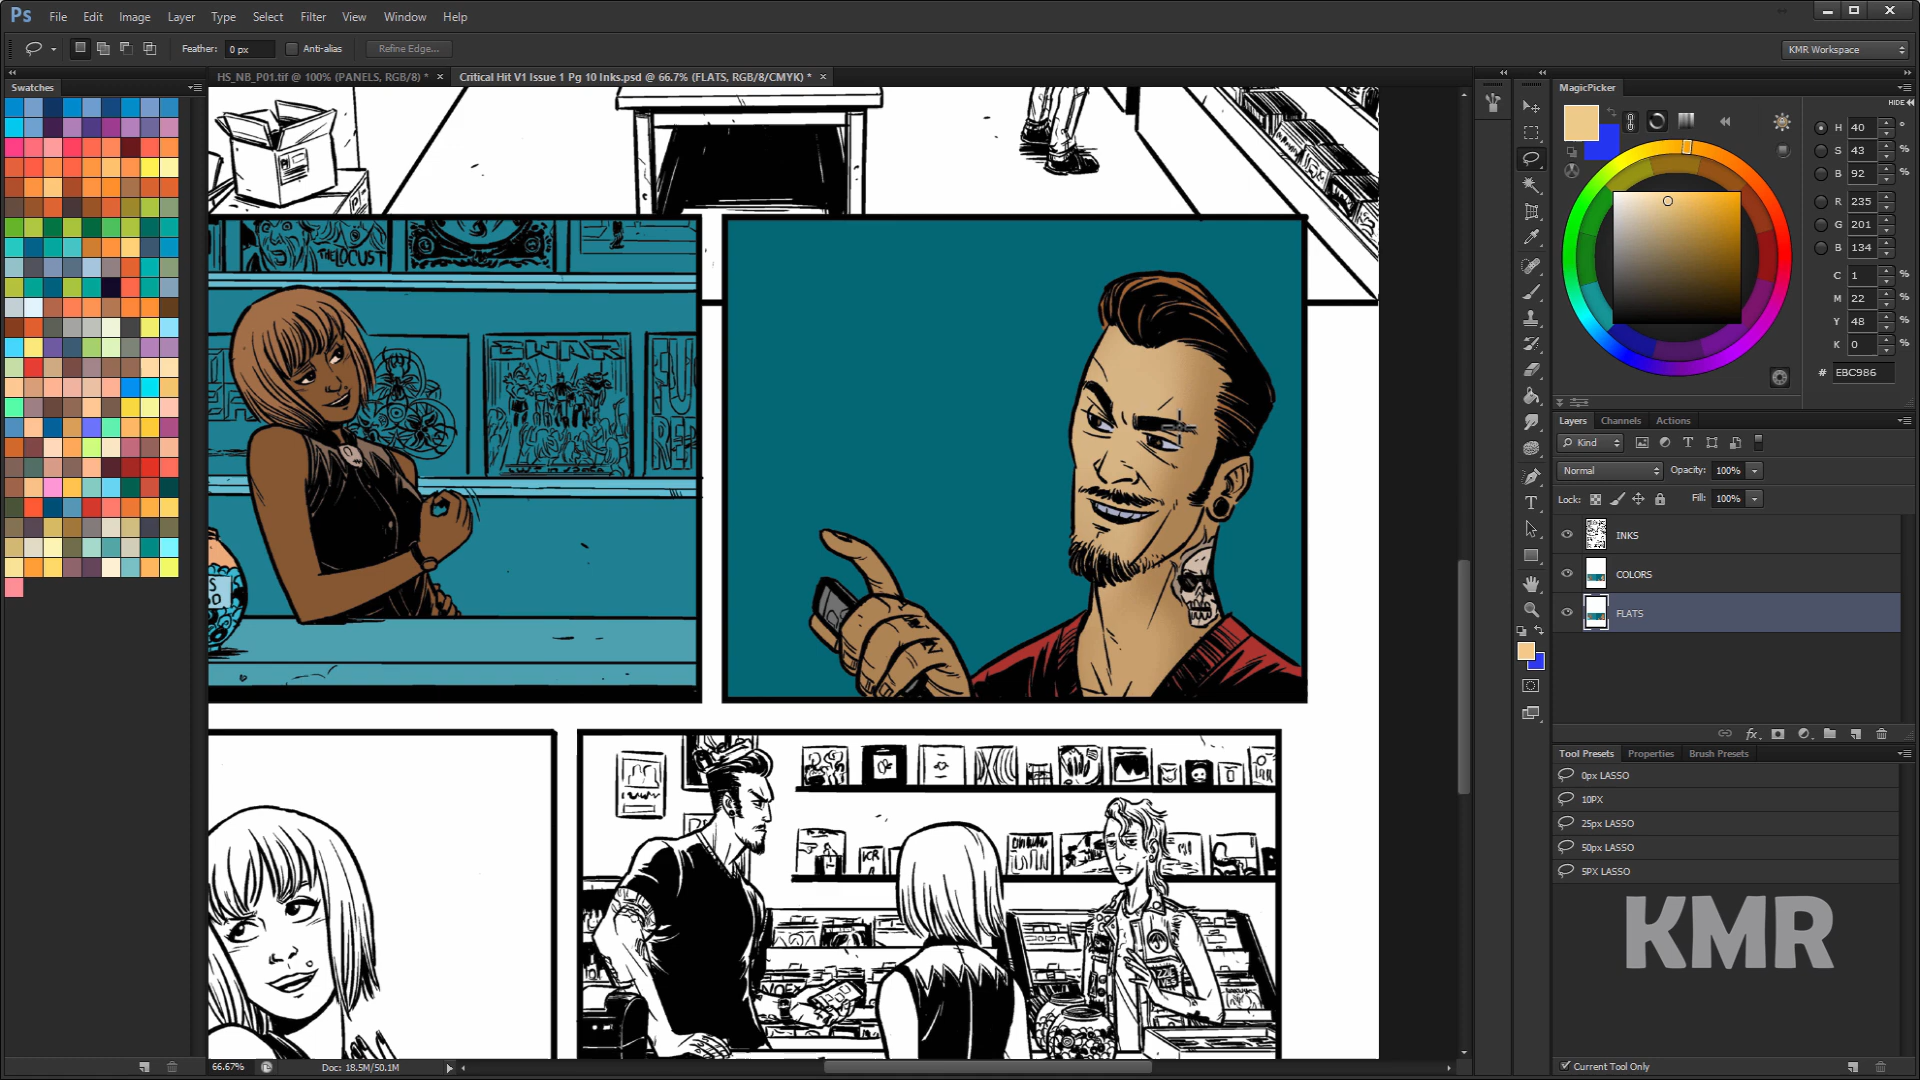 Ps File Edit Image Layer Type Select Filter View Window Help
Feather: 0 px Anti-alias Refine Edge... KMR Workspace
HS_NB_P01.tif @ 100% (PANELS, RGB/8) * × Critical Hit V1 Issue 1 Pg 10 Inks.psd @ 66.7% (FLATS, RGB/8/CMYK) * ×
Swatches
MagicPicker
HIDE
H 40 °
S 43 %
B 92 %
R 235
G 201
B 134
C 1 %
M 22 %
Y 48 %
K 0 %
# EBC986
THE LOCUST
GWAR
Layers Channels Actions
Kind
Normal Opacity: 100%
Lock: Fill: 100%
INKS
COLORS
FLATS
Tool Presets Properties Brush Presets
0px LASSO
10PX
25px LASSO
50px LASSO
5PX LASSO
KMR
Current Tool Only
66.67% Doc: 18.5M/50.1M